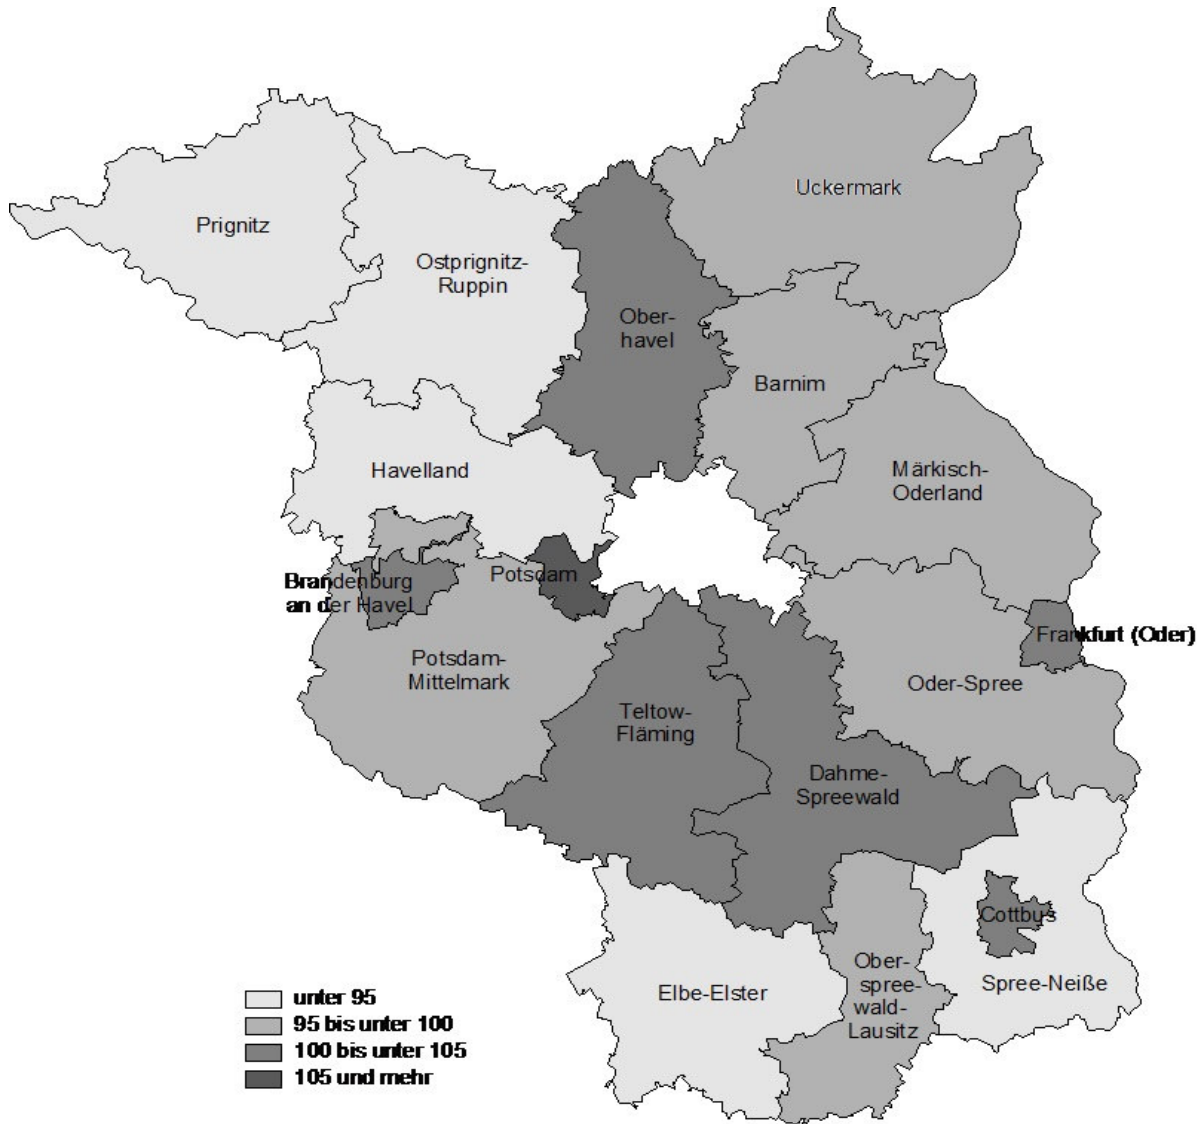 Uckermark
Prignitz
Ostprignitz-
Ruppin
Ober-
havel
Barnim
Havelland
Märkisch-
Oderland
Brandenburg
an der Havel
Potsdam
Frankfurt (Oder)
Potsdam-
Mittelmark
Oder-Spree
Teltow-
Fläming
Dahme-
Spreewald
Cottbus
Elbe-Elster
Ober-
spree-
wald-
Lausitz
Spree-Neiße
unter 95
95 bis unter 100
100 bis unter 105
105 und mehr